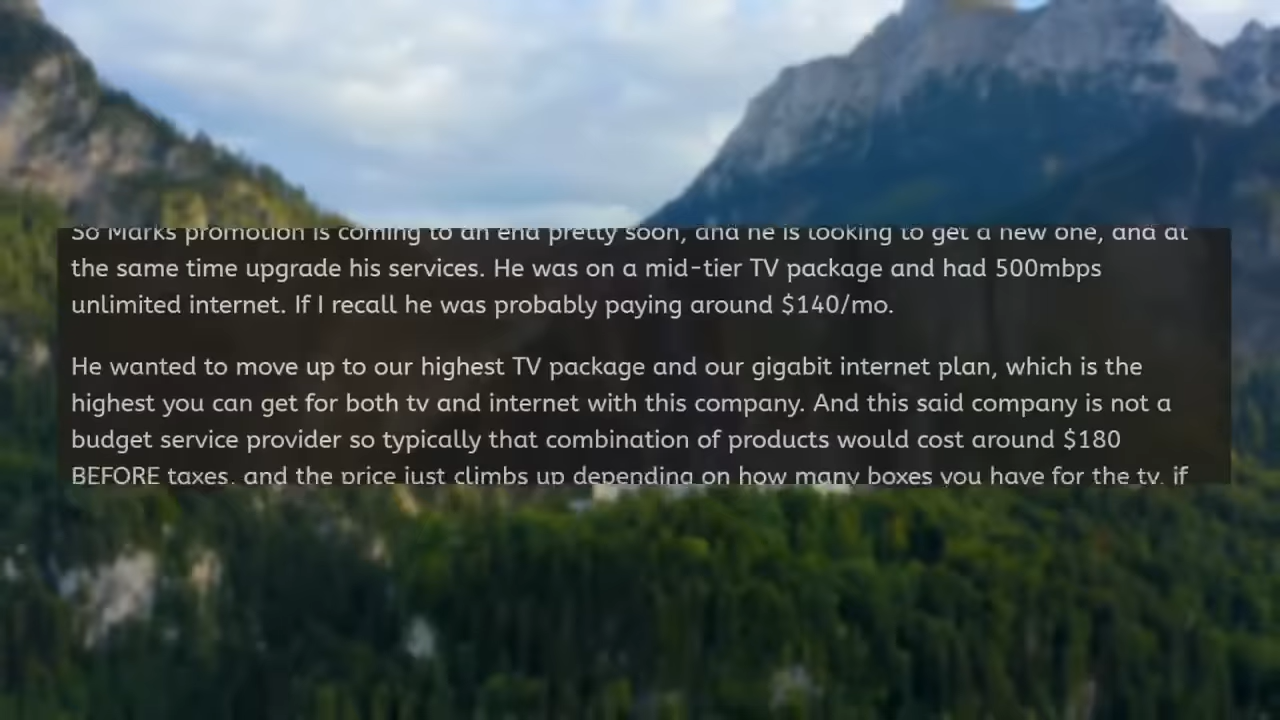 So Marks promotion is coming to an end pretty soon, and he is looking to get a new one, and at
the same time upgrade his services. He was on a mid-tier TV package and had 500mbps
unlimited internet. If I recall he was probably paying around $140/mo.
He wanted to move up to our highest TV package and our gigabit internet plan, which is the
highest you can get for both tv and internet with this company. And this said company is not a
budget service provider so typically that combination of products would cost around $180
BEFORE taxes, and the price just climbs up depending on how many boxes you have for the tv, if